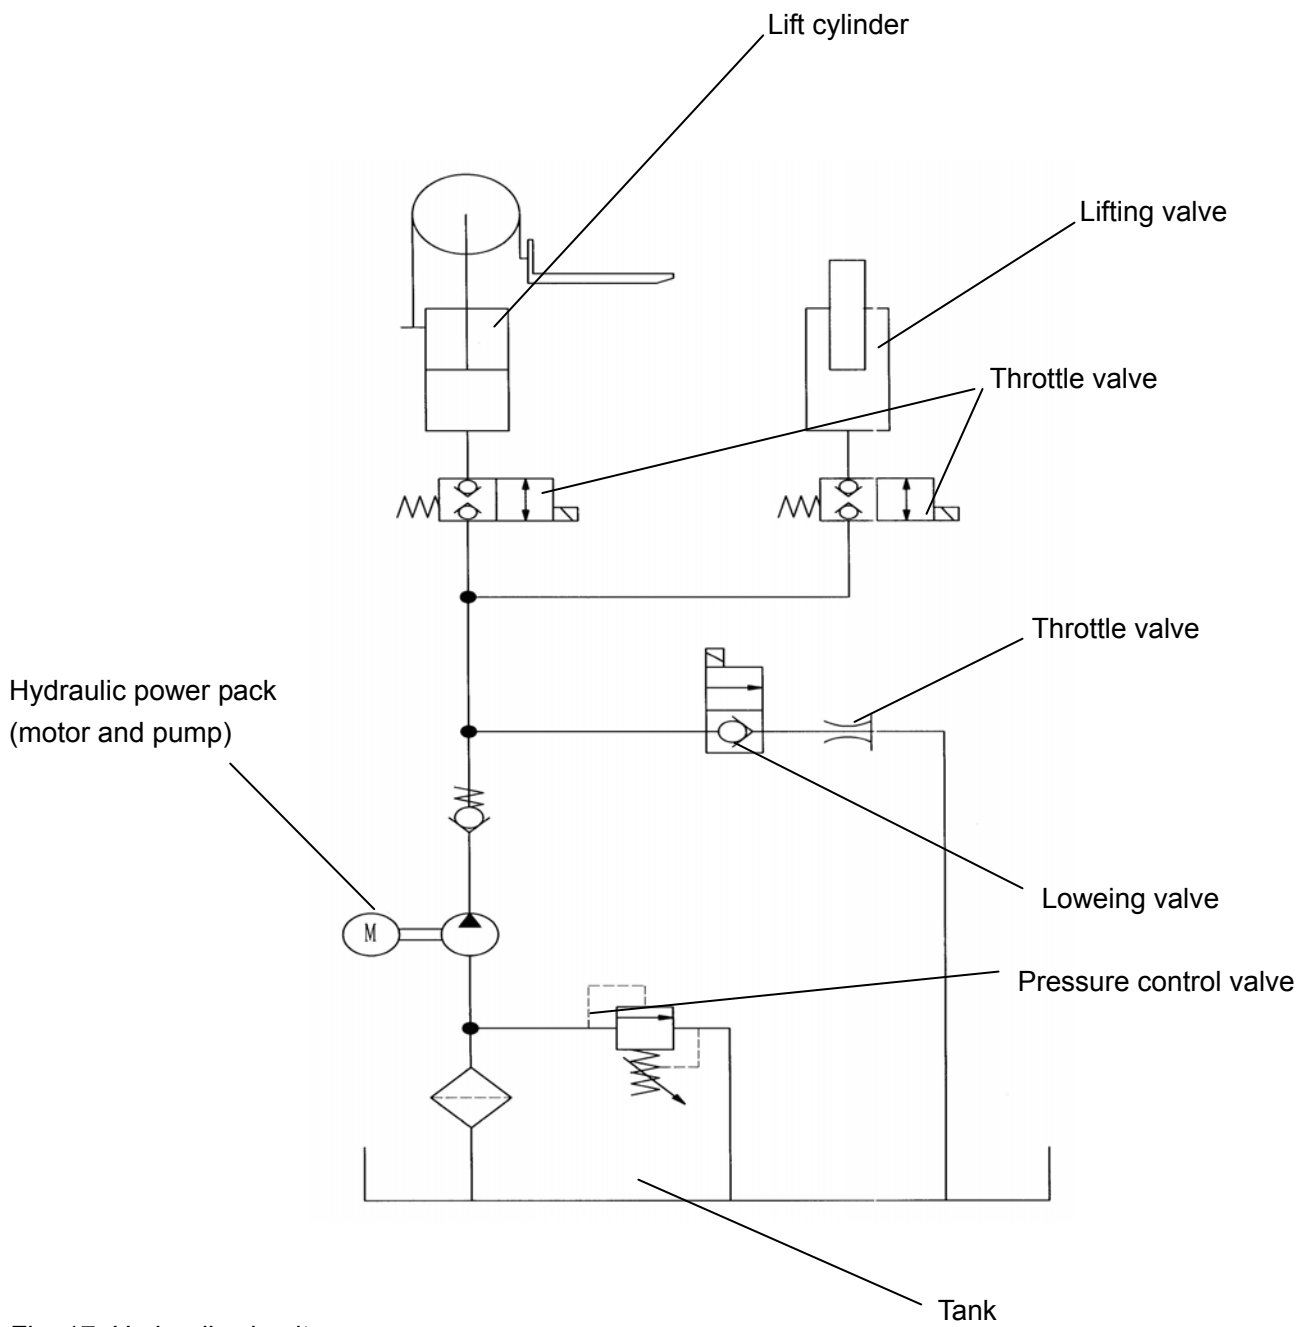 Lift cylinder
Lifting valve
Throttle valve
Throttle valve
Hydraulic power pack
(motor and pump)
M
Loweing valve
Pressure control valve
Tank